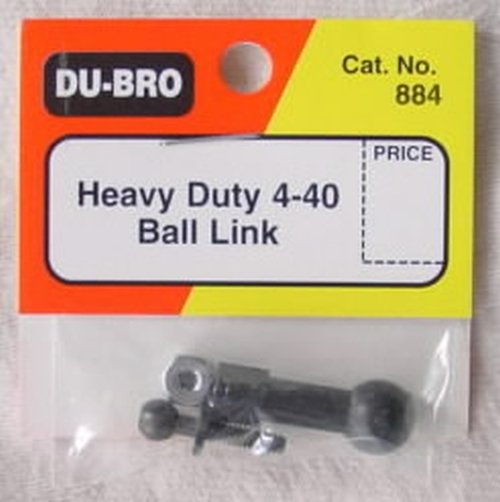 DU-BRO
Cat. No.
884
PRICE
Heavy Duty 4-40
Ball Link